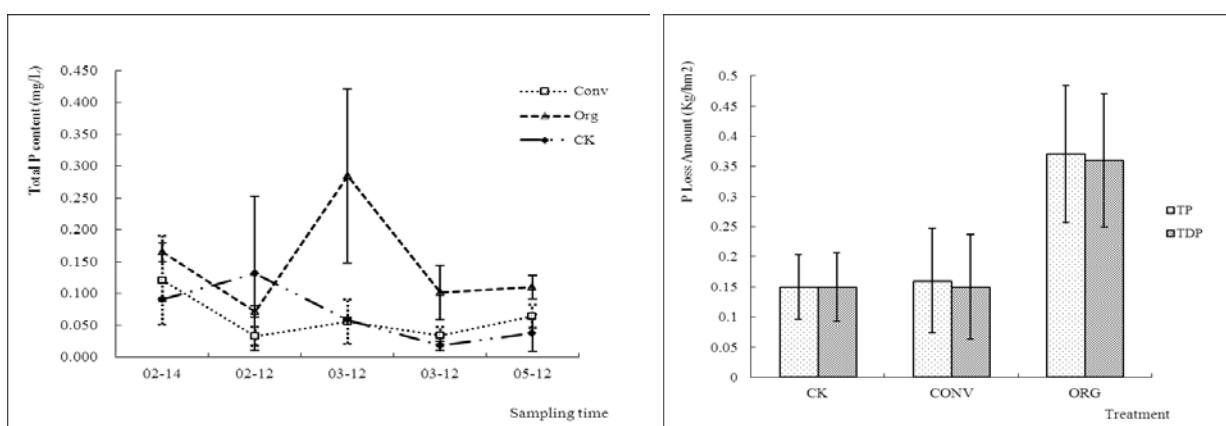 Total P content (mg/L)
0.450
0.400
0.350
0.300
0.250
0.200
0.150
0.100
0.050
0.000
Conv
Org
CK
02-14
02-12
03-12
03-12
05-12
Sampling time
P Loss Amount (Kg/hm2)
0.5
0.45
0.4
0.35
0.3
0.25
0.2
0.15
0.1
0.05
0
TP
TDP
CK
CONV
ORG
Treatment